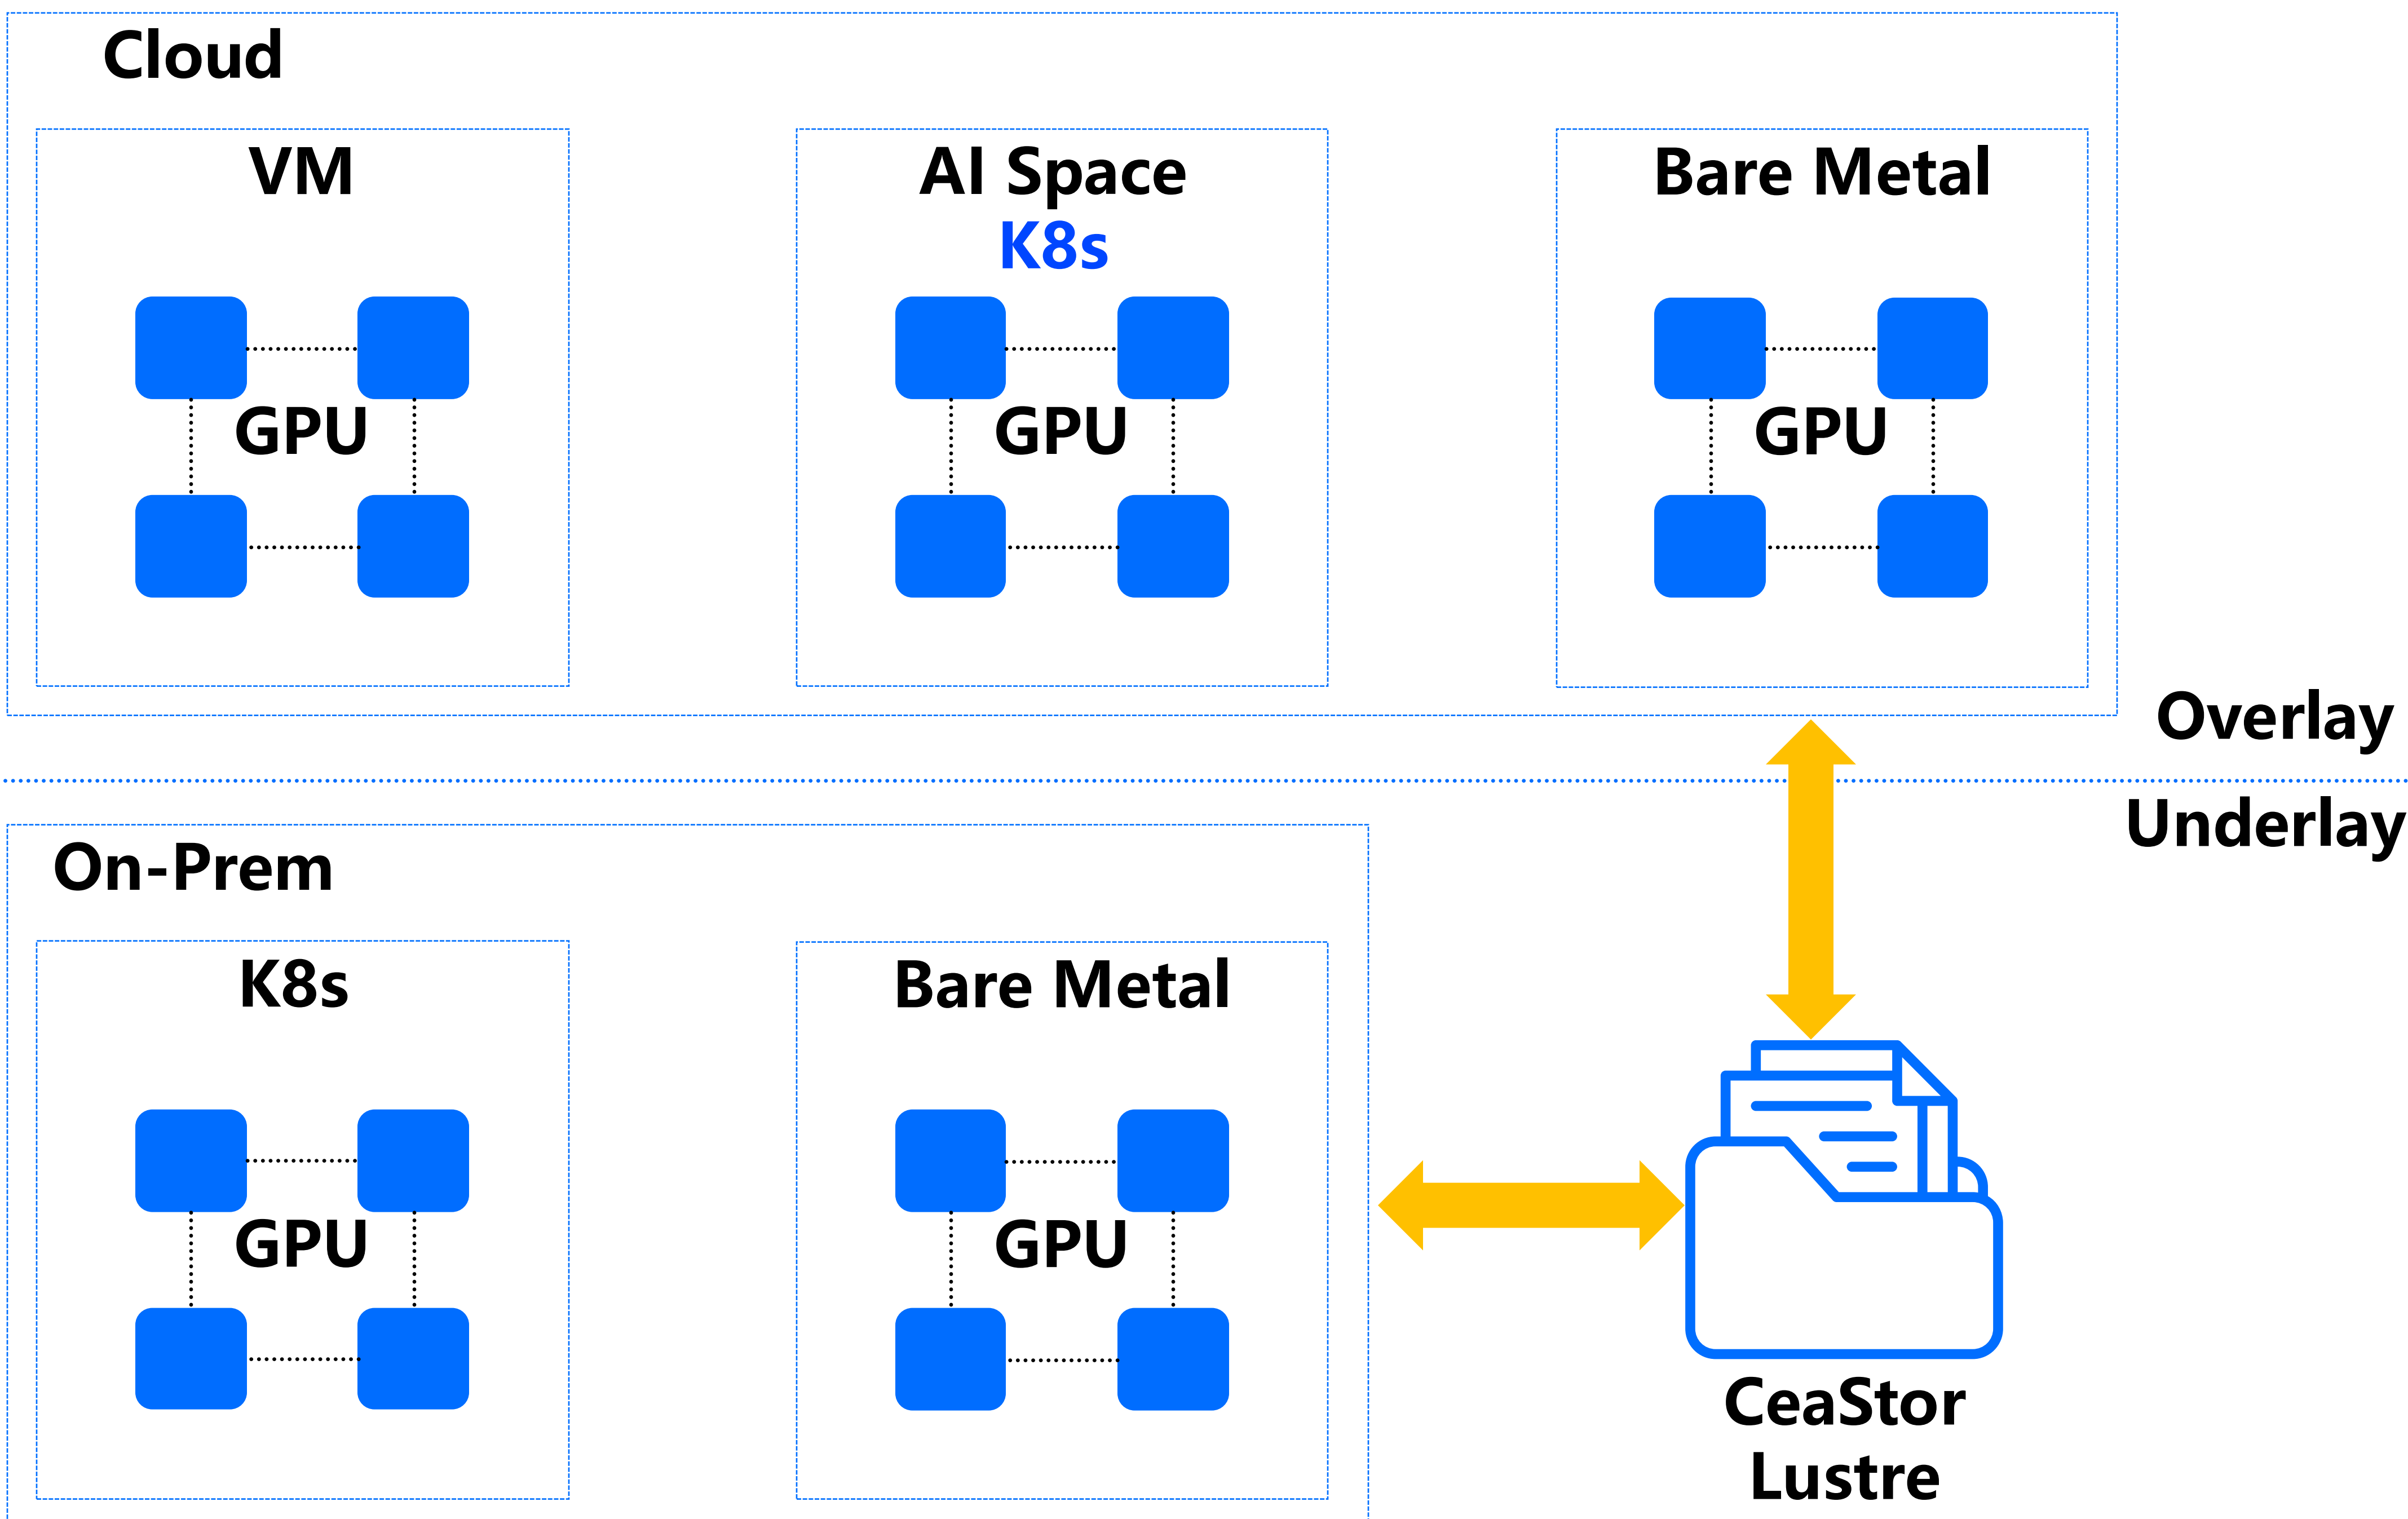 Cloud
VM
AI Space
K8s
Bare Metal
GPU
GPU
GPU
Overlay
Underlay
On-Prem
K8s
Bare Metal
GPU
GPU
CeaStor
Lustre